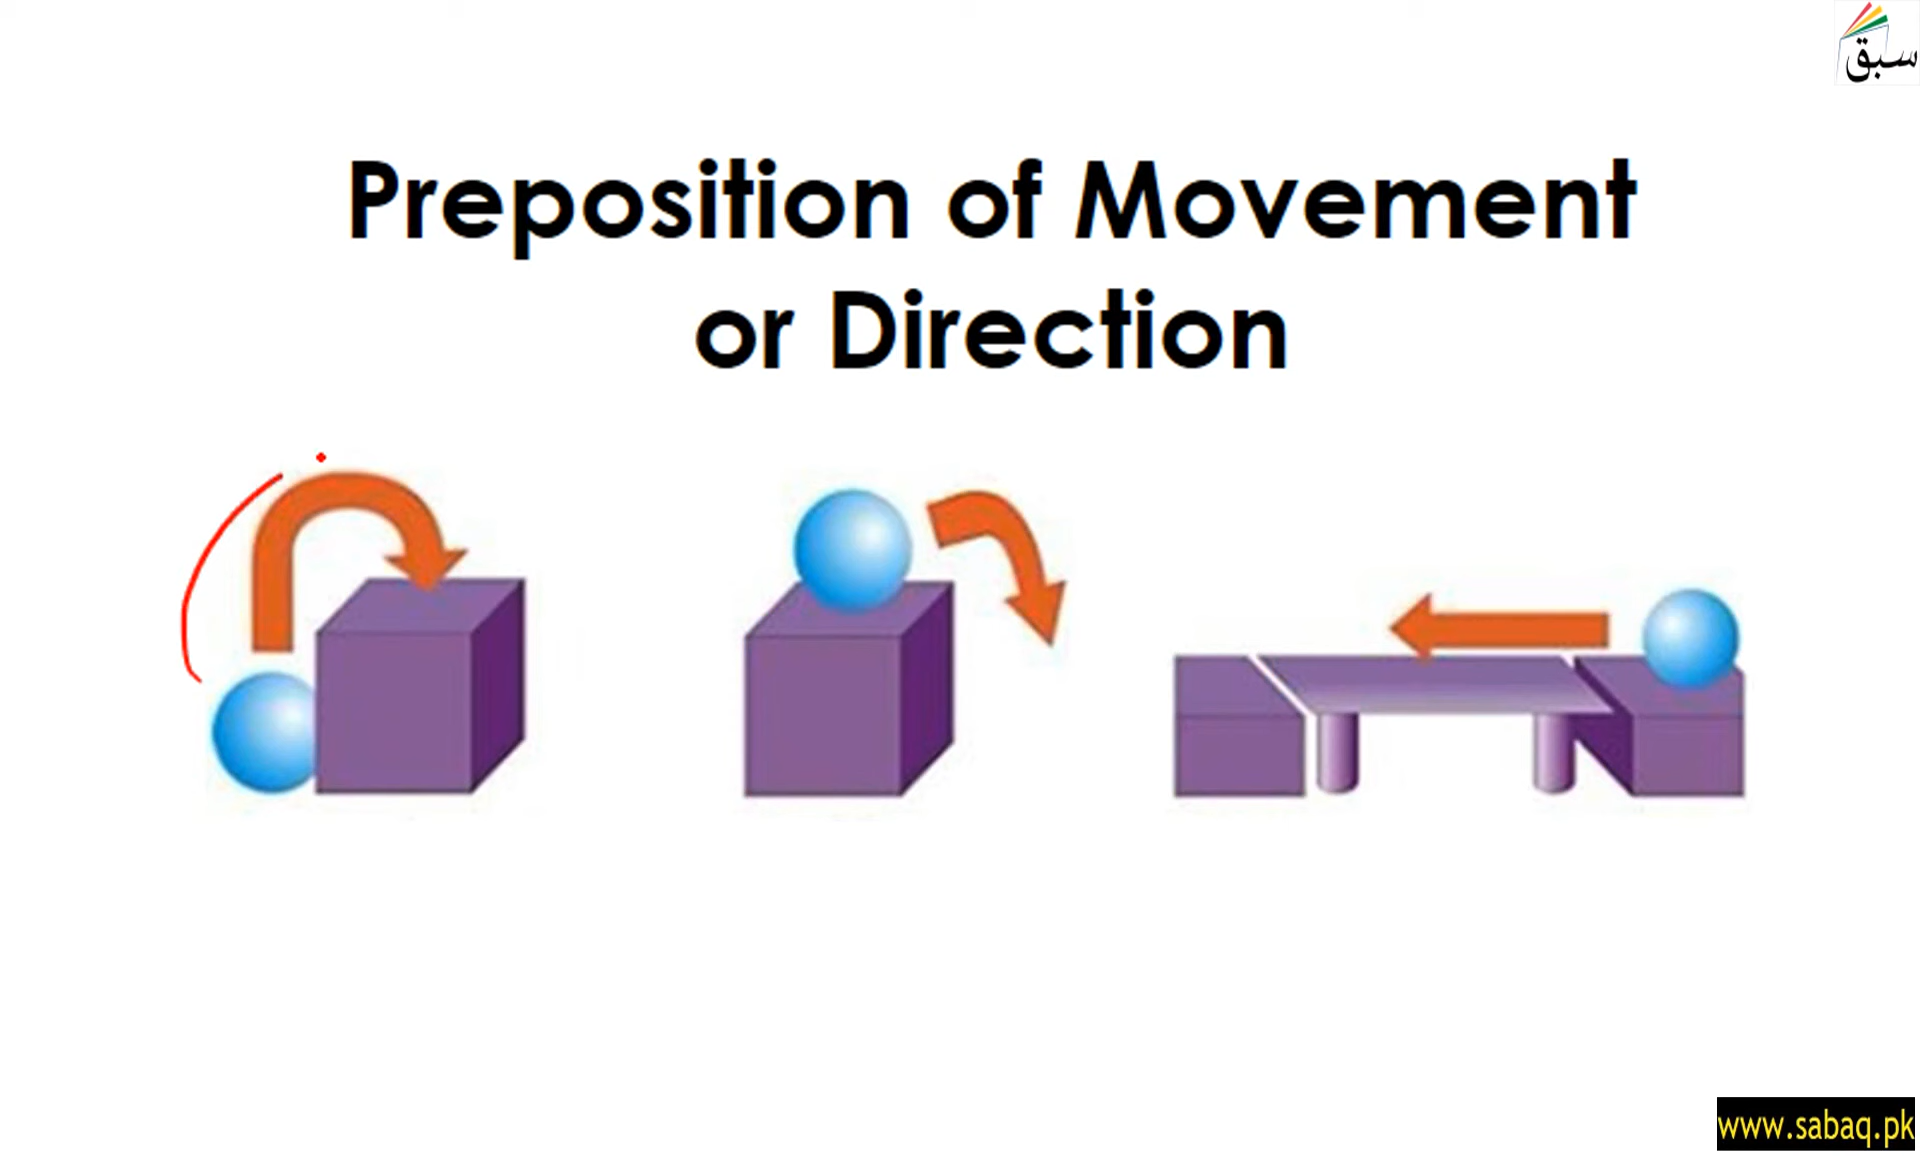 سبق
Preposition of Movement
or Direction
www.sabaq.pk